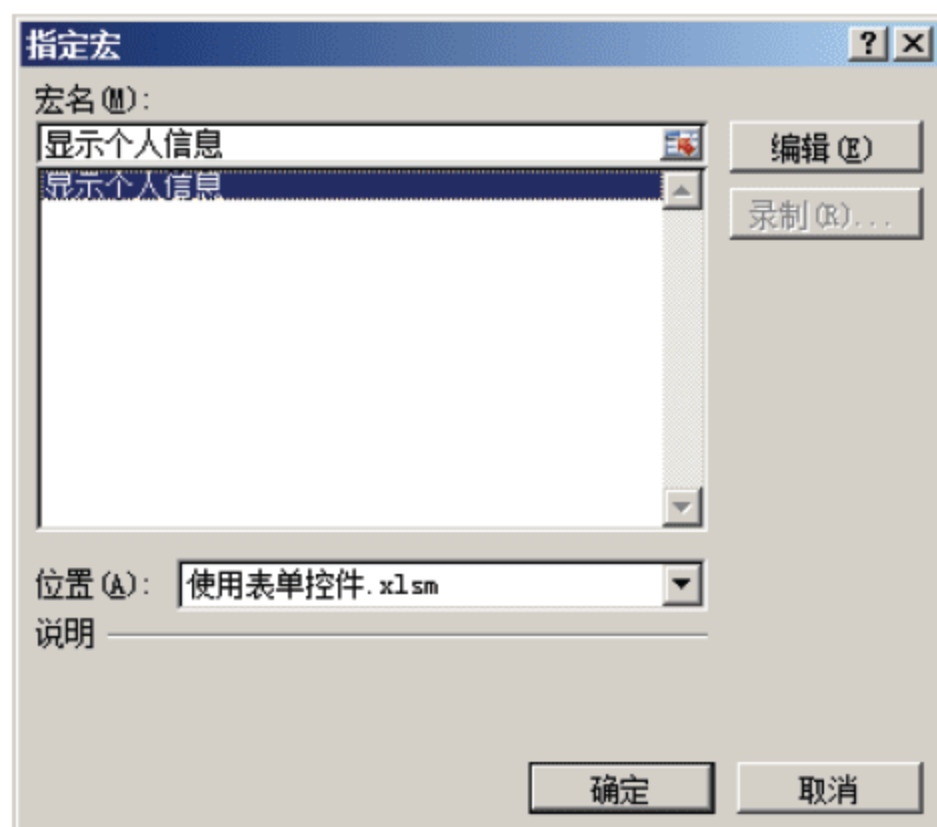 指定宏
宏名(M):
显示个人信息
编辑(E)
显示个人信息
录制(R)...
位置(A):
使用表单控件.xlsm
说明
确定
取消